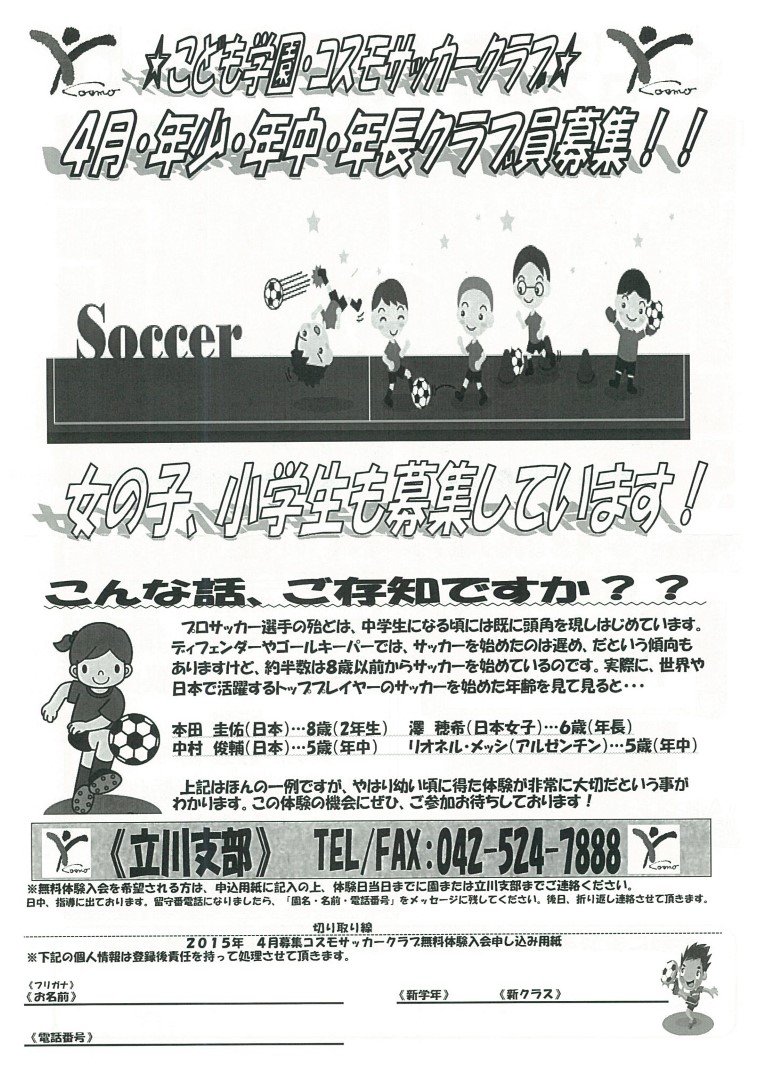 Cosmo
☆こども学園・コスモサッカークラブ☆
Cosmo
4月・年少・年中・年長クラブ員募集！！
Soccer
女の子、小学生も募集しています！
こんな話、ご存知ですか？？
プロサッカー選手の殆どは、中学生になる頃には既に頭角を現しはじめています。
ディフェンダーやゴールキーパーでは、サッカーを始めたのは遅め、だという傾向も
ありますけど、約半数は8歳以前からサッカーを始めているのです。実際に、世界や
日本で活躍するトッププレイヤーのサッカーを始めた年齢を見て見ると・・・
本田　圭佑(日本)…8歳(2年生)　澤　穂希(日本女子)…6歳(年長)
中村　俊輔(日本)…5歳(年中)　リオネル・メッシ(アルゼンチン)…5歳(年中)
上記はほんの一例ですが、やはり幼い頃に得た体験が非常に大切だという事が
わかります。この体験の機会にぜひ、ご参加お待ちしております！
Cosmo
《立川支部》　TEL/FAX:042-524-7888
Cosmo
※無料体験入会を希望される方は、申込用紙に記入の上、体験日当日までに園または立川支部までご連絡ください。
日中、指導に出ております。留守番電話になりましたら、「園名・名前・電話番号」をメッセージに残してください。後日、折り返し連絡させて頂きます。
切り取り線
2015年　4月募集コスモサッカークラブ無料体験入会申し込み用紙
※下記の個人情報は登録後責任を持って処理させて頂きます。
《フリガナ》
《お名前》　《新学年》　《新クラス》
《電話番号》